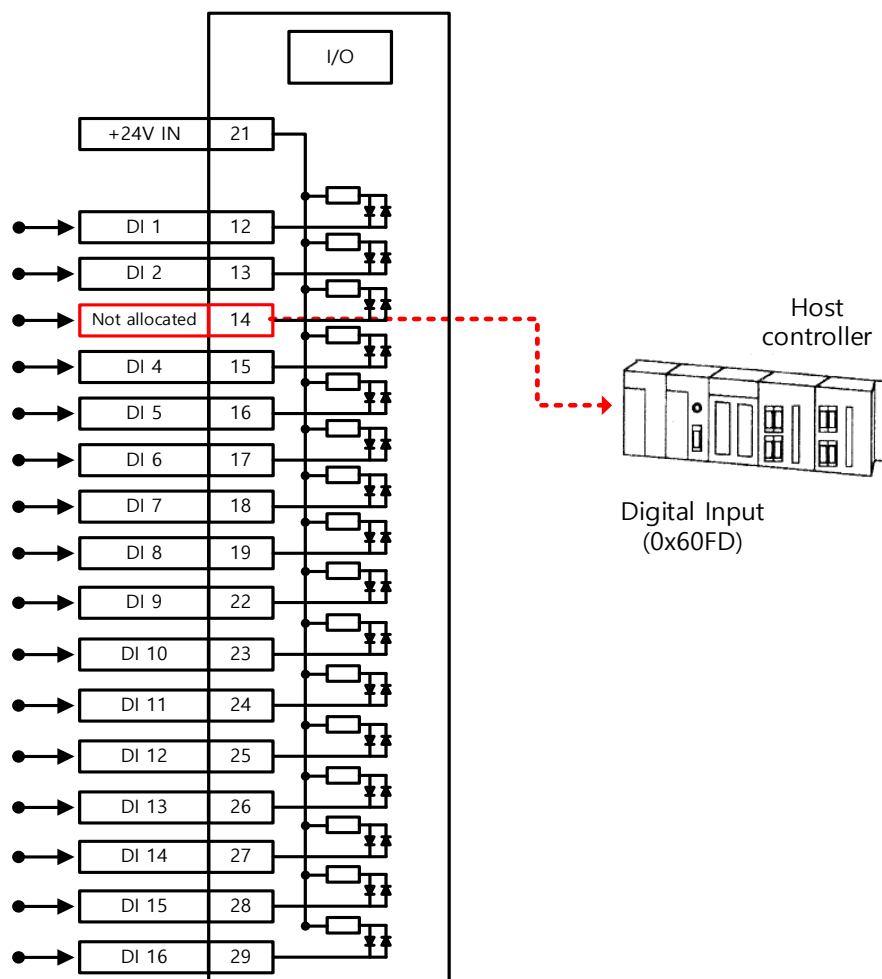 I/O
+24V IN 21
DI 1 12
DI 2 13
Not allocated 14
DI 4 15
DI 5 16
DI 6 17
DI 7 18
DI 8 19
DI 9 22
DI 10 23
DI 11 24
DI 12 25
DI 13 26
DI 14 27
DI 15 28
DI 16 29
Host
controller
Digital Input
(0x60FD)